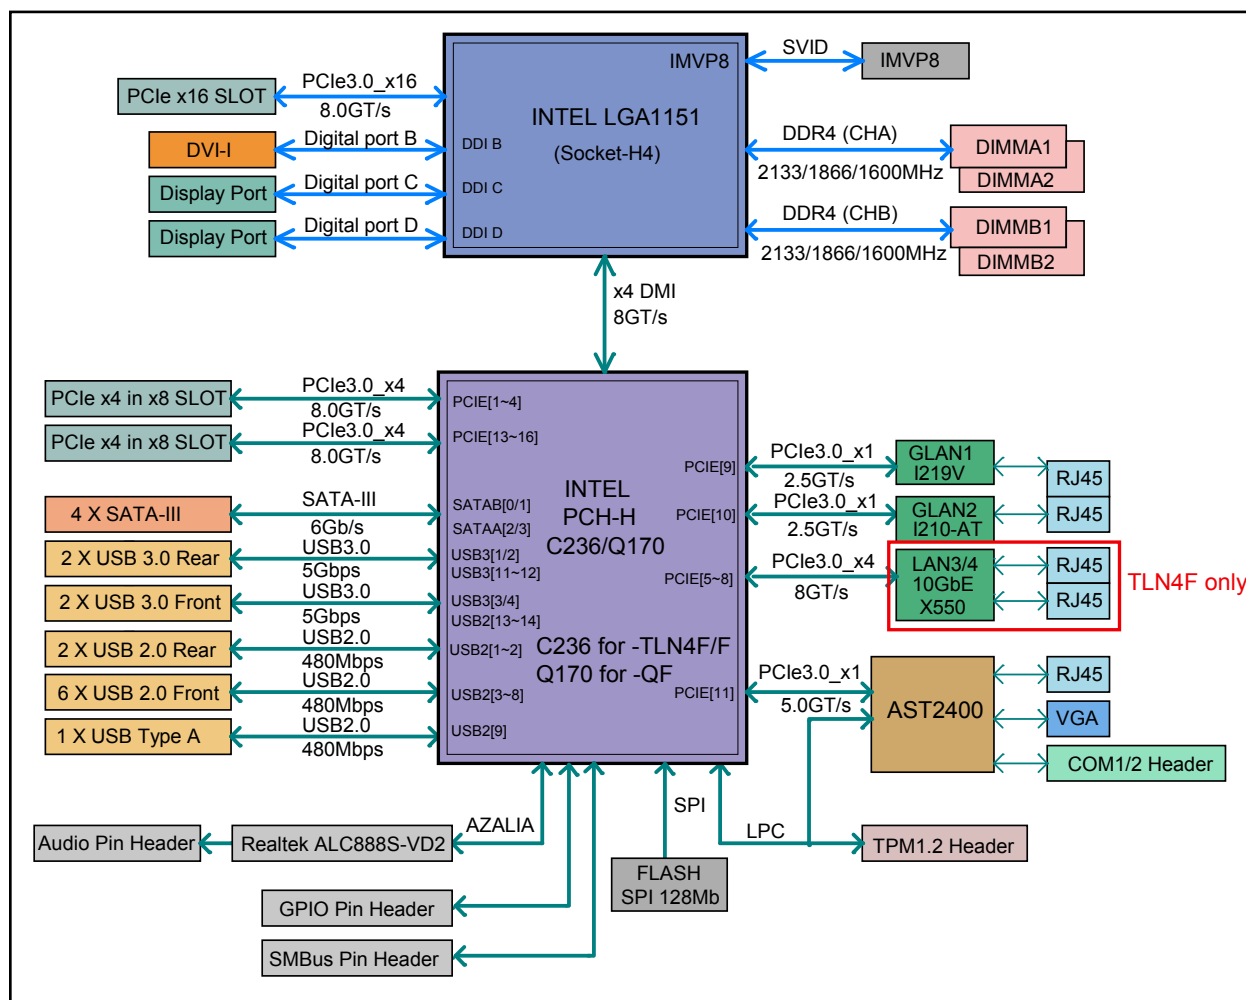 IMVP8
SVID
IMVP8
PCIe x16 SLOT
PCIe3.0_x16
8.0GT/s
INTEL LGA1151
(Socket-H4)
DVI-I
Digital port B
DDI B
Display Port
Digital port C
DDI C
Display Port
Digital port D
DDI D
DDR4 (CHA)
2133/1866/1600MHz
DIMMA1
DIMMA2
DDR4 (CHB)
2133/1866/1600MHz
DIMMB1
DIMMB2
x4 DMI
8GT/s
PCIe x4 in x8 SLOT
PCIe3.0_x4
8.0GT/s
PCIE[1~4]
PCIe x4 in x8 SLOT
PCIe3.0_x4
8.0GT/s
PCIE[13~16]
4 X SATA-III
SATA-III
6Gb/s
SATAB[0/1]
SATAA[2/3]
2 X USB 3.0 Rear
USB3.0
5Gbps
USB3[1/2]
USB3[11~12]
2 X USB 3.0 Front
USB3.0
5Gbps
USB3[3/4]
USB2[13~14]
2 X USB 2.0 Rear
USB2.0
480Mbps
USB2[1~2]
6 X USB 2.0 Front
USB2.0
480Mbps
USB2[3~8]
1 X USB Type A
USB2.0
480Mbps
USB2[9]
INTEL
PCH-H
C236/Q170
C236 for -TLN4F/F
Q170 for -QF
PCIE[9]
PCIe3.0_x1
2.5GT/s
GLAN1
I219V
RJ45
PCIE[10]
PCIe3.0_x1
2.5GT/s
GLAN2
I210-AT
RJ45
PCIE[5~8]
PCIe3.0_x4
8GT/s
LAN3/4
10GbE
X550
RJ45
RJ45
TLN4F only
PCIE[11]
PCIe3.0_x1
5.0GT/s
AST2400
RJ45
VGA
COM1/2 Header
AZALIA
SPI
LPC
Audio Pin Header
Realtek ALC888S-VD2
TPM1.2 Header
FLASH
SPI 128Mb
GPIO Pin Header
SMBus Pin Header